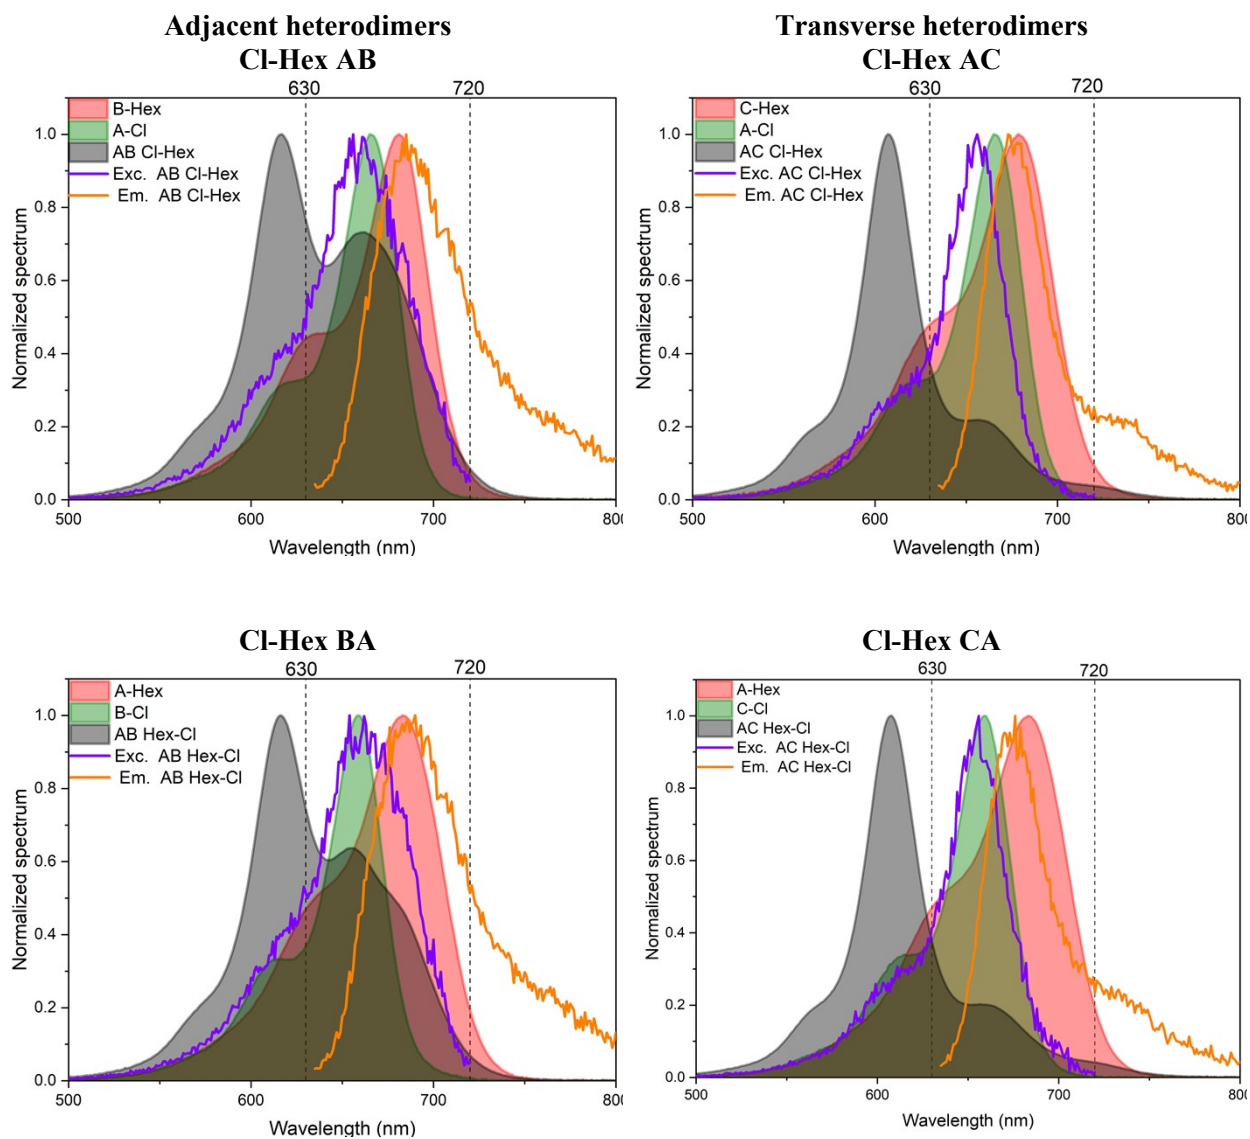 Adjacent heterodimers
Cl-Hex AB
630
720
B-Hex
A-Cl
AB Cl-Hex
Exc. AB Cl-Hex
Em. AB Cl-Hex
1.0
0.8
0.6
0.4
0.2
0.0
Normalized spectrum
500
600
700
800
Wavelength (nm)
Transverse heterodimers
Cl-Hex AC
630
720
C-Hex
A-Cl
AC Cl-Hex
Exc. AC Cl-Hex
Em. AC Cl-Hex
1.0
0.8
0.6
0.4
0.2
0.0
Normalized spectrum
500
600
700
800
Wavelength (nm)
Cl-Hex BA
630
720
A-Hex
B-Cl
AB Hex-Cl
Exc. AB Hex-Cl
Em. AB Hex-Cl
1.0
0.8
0.6
0.4
0.2
0.0
Normalized spectrum
500
600
700
800
Wavelength (nm)
Cl-Hex CA
630
720
A-Hex
C-Cl
AC Hex-Cl
Exc. AC Hex-Cl
Em. AC Hex-Cl
1.0
0.8
0.6
0.4
0.2
0.0
Normalized spectrum
500
600
700
800
Wavelength (nm)